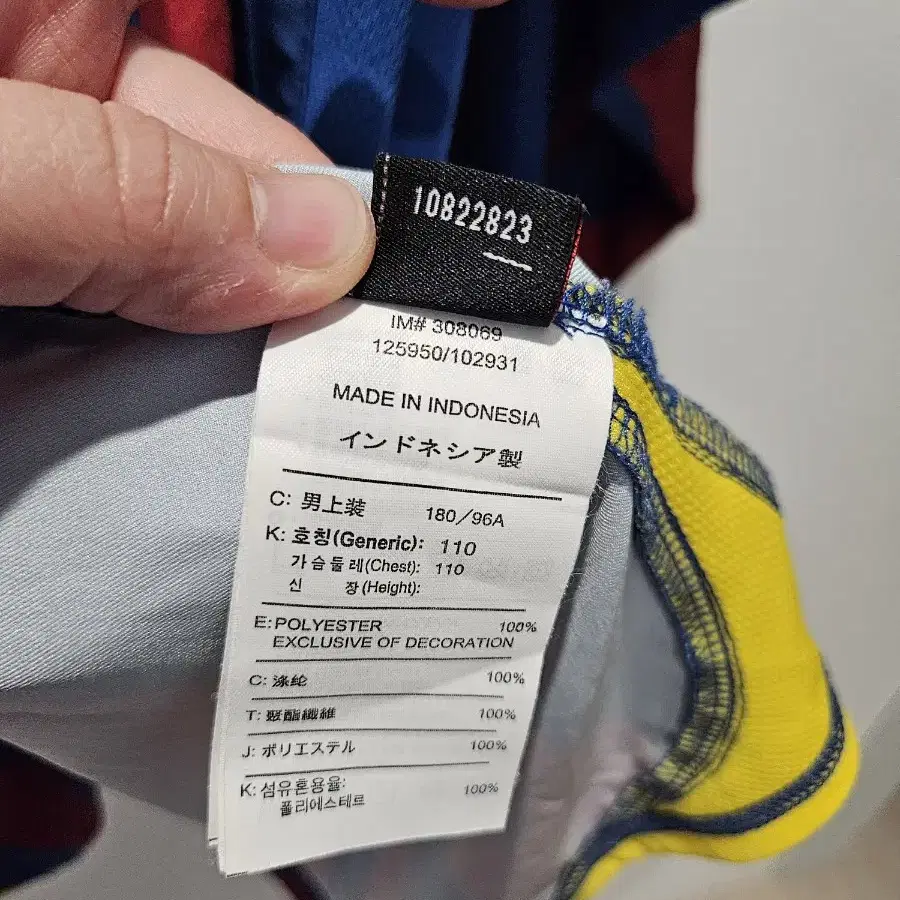 10822823
IM# 308069
125950/102931
MADE IN INDONESIA
インドネシア製
C: 男上装 180/96A
K: 호칭(Generic): 110
가슴둘레(Chest): 110
신 장(Height):
E:POLYESTER 100%
EXCLUSIVE OF DECORATION
C: 涤纶 100%
T: 聚酯纖維 100%
J: ポリエステル 100%
K: 섬유혼용율: 100%
폴리에스테르